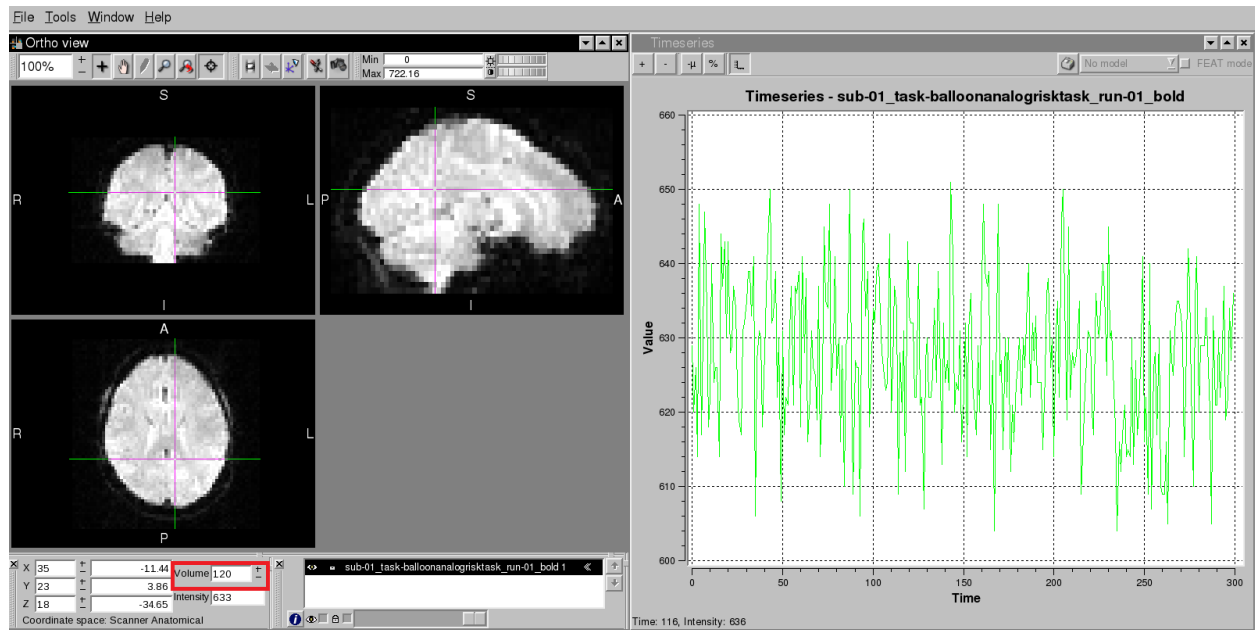 File Tools Window Help
Ortho view
100%
Min 0
Max 722.16
S
R
L
I
S
P
A
I
A
R
L
P
X 35 -11.44
Y 23 3.86
Z 18 -34.65
Volume 120
Intensity 633
Coordinate space: Scanner Anatomical
sub-01_task-balloonanalogrisktask_run-01_bold 1
Timeseries
+ - -μ %
No model
FEAT mode
Timeseries - sub-01_task-balloonanalogrisktask_run-01_bold
660
650
640
630
620
610
600
Value
0 50 100 150 200 250 300
Time
Time: 116, Intensity: 636